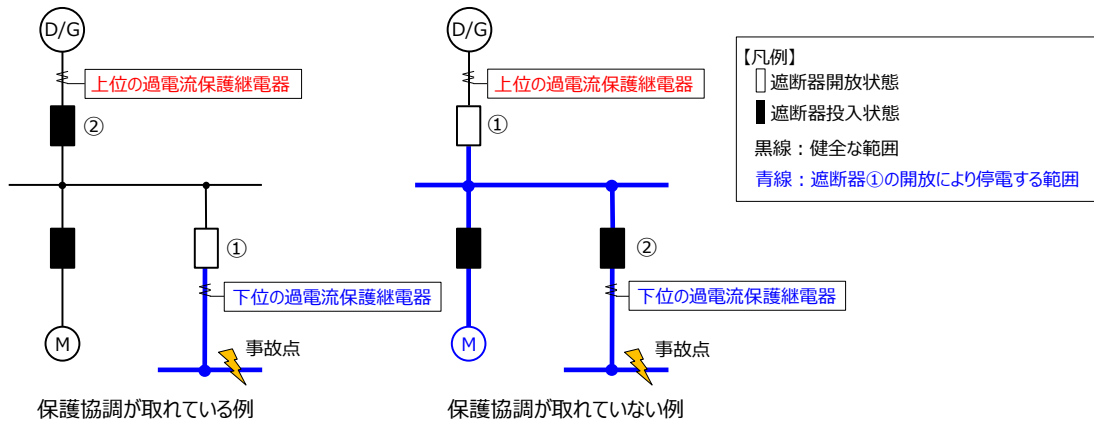 D/G
上位の過電流保護継電器
②
①
下位の過電流保護継電器
M
事故点
保護協調が取れている例
D/G
上位の過電流保護継電器
①
②
下位の過電流保護継電器
M
事故点
保護協調が取れていない例
【凡例】
遮断器開放状態
遮断器投入状態
黒線：健全な範囲
青線：遮断器①の開放により停電する範囲